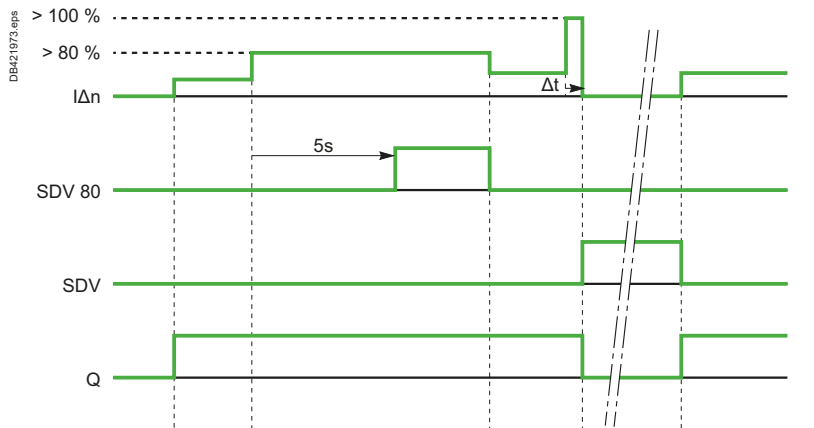 DB421973.eps
> 100 %
> 80 %
IΔn
Δt
5s
SDV 80
SDV
Q